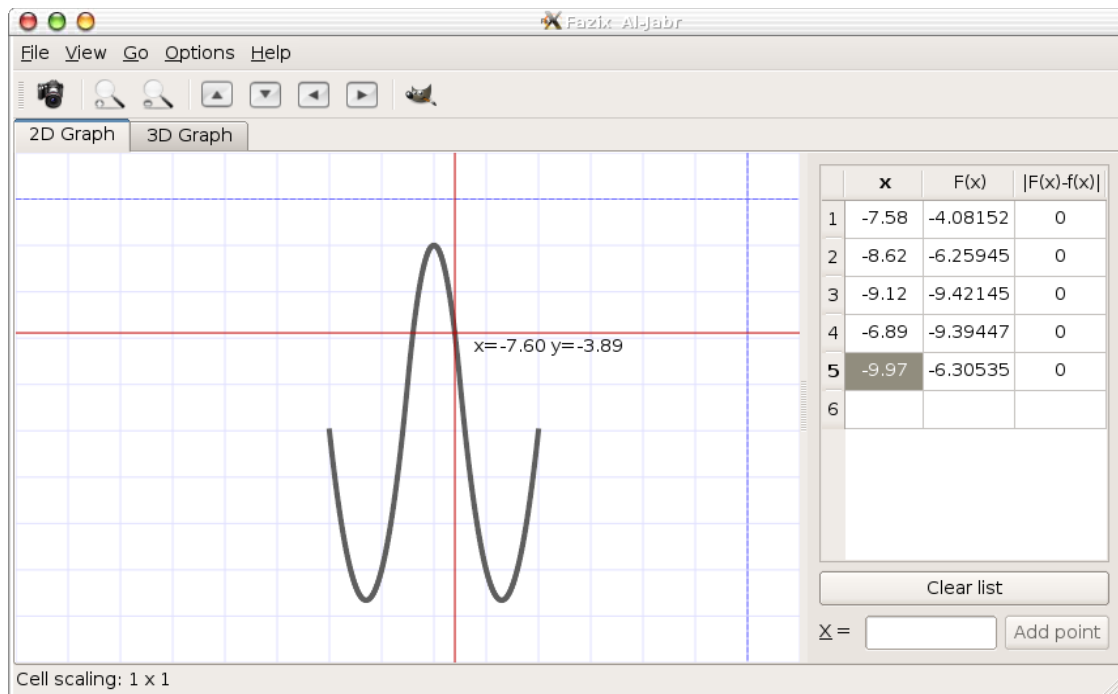 Fazix Al-Jabr
File View Go Options Help
2D Graph 3D Graph
x=-7.60 y=-3.89
x F(x) |F(x)-f(x)|
1 -7.58 -4.08152 0
2 -8.62 -6.25945 0
3 -9.12 -9.42145 0
4 -6.89 -9.39447 0
5 -9.97 -6.30535 0
6
Clear list
X = Add point
Cell scaling: 1 x 1